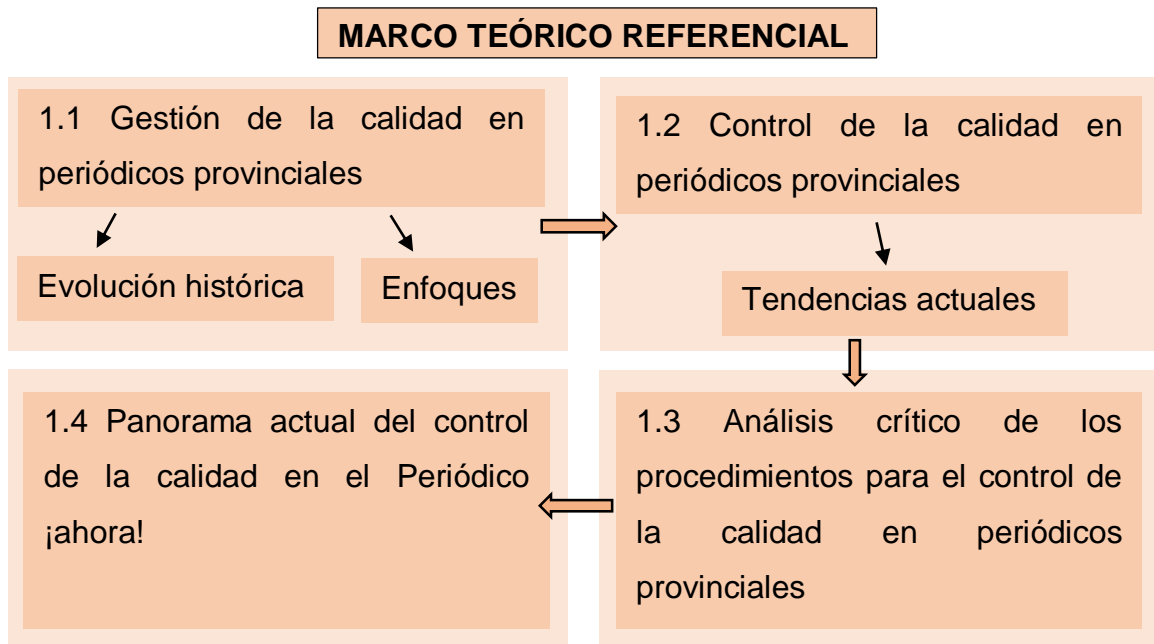 MARCO TEÓRICO REFERENCIAL
1.1 Gestión de la calidad en
periódicos provinciales
Evolución histórica
Enfoques
1.2 Control de la calidad en
periódicos provinciales
Tendencias actuales
1.3 Análisis crítico de los
procedimientos para el control de
la calidad en periódicos
provinciales
1.4 Panorama actual del control
de la calidad en el Periódico
¡ahora!